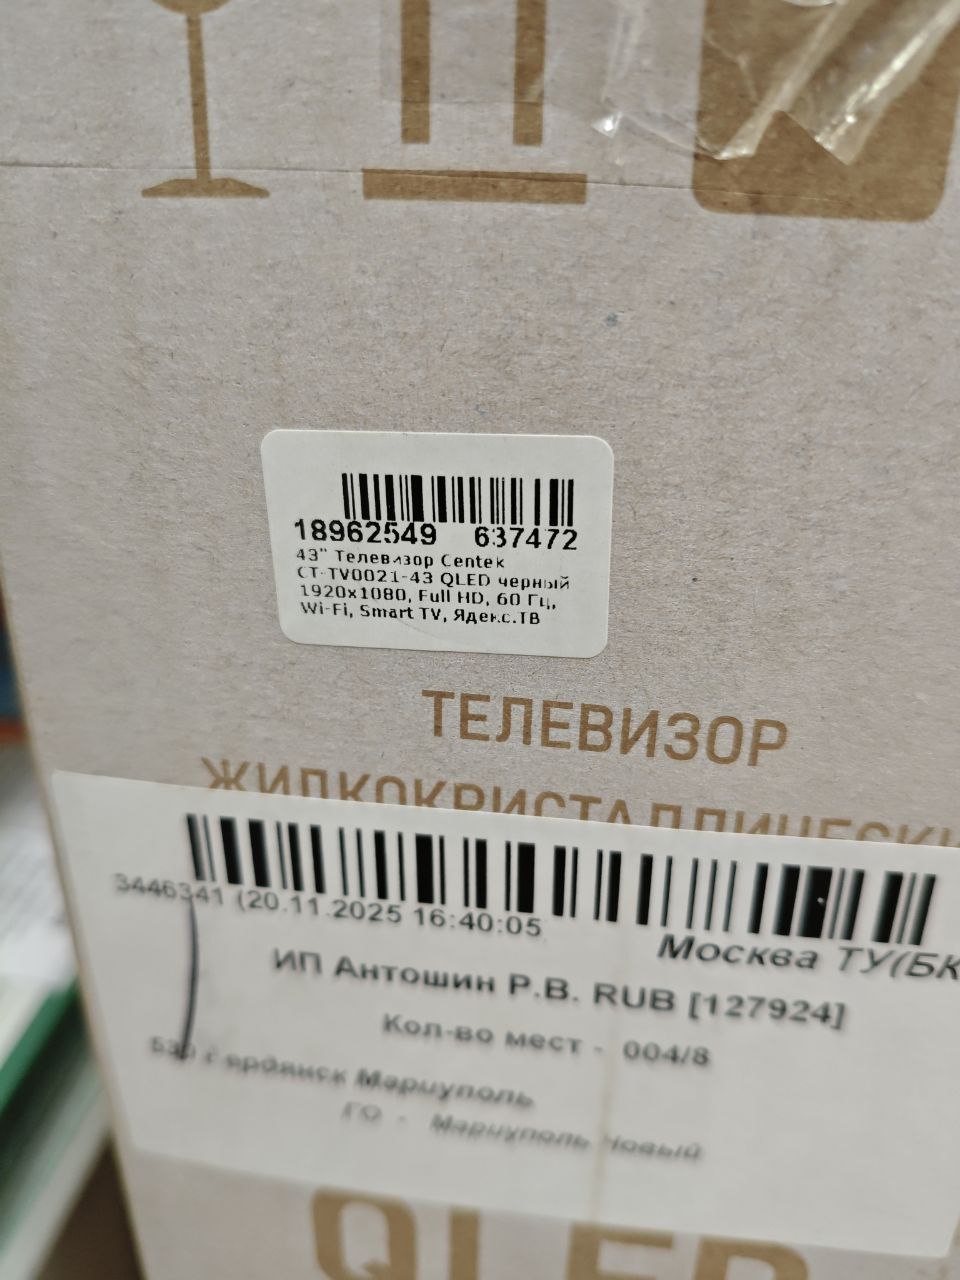 18962549 637472
43" Телевизор Centek
CT-TV0021-43 QLED черный
1920x1080, Full HD, 60 Гц,
Wi-Fi, Smart TV, Ядекс.ТВ
ТЕЛЕВИЗОР
ЖИДКОКРИСТАЛЛИЧЕСКИ
3446341 (20.11.2025 16:40:05
Москва ТУ(БК
ИП Антошин Р.В. RUB [127924]
Кол-во мест - 004/8
Мариуполь
ГО - Мариуполь Новый
QLED